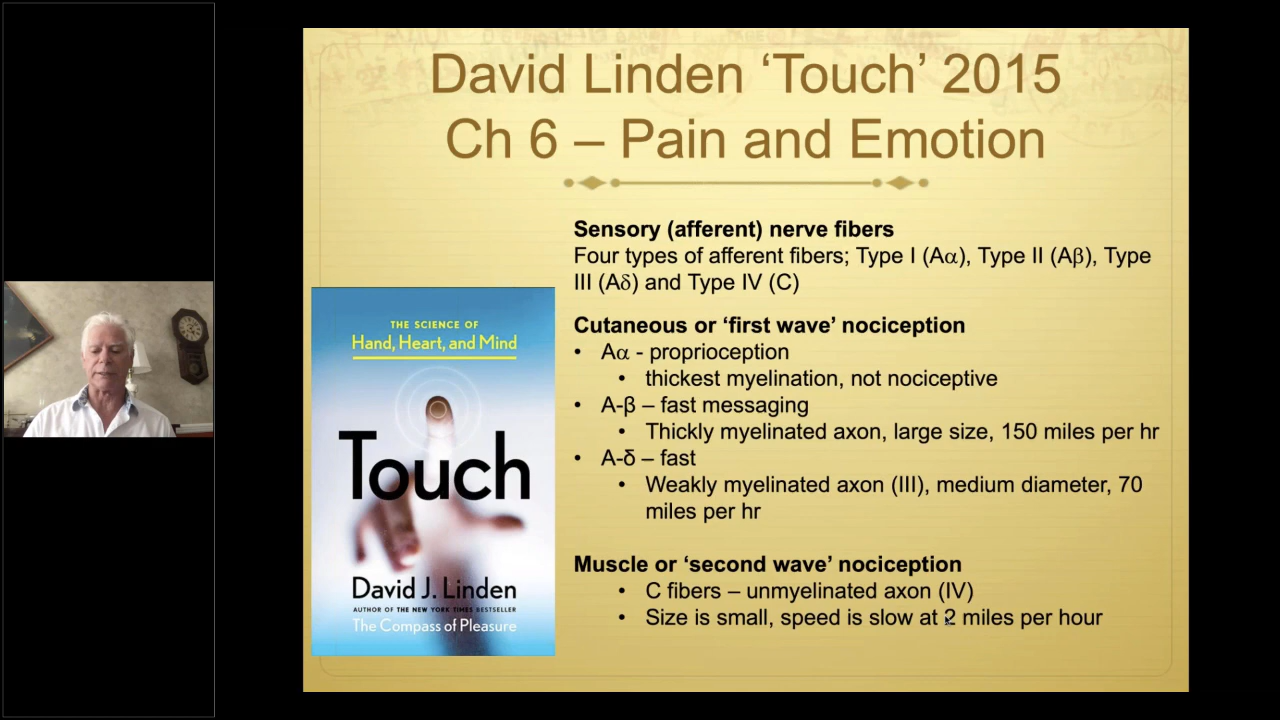 David Linden ‘Touch’ 2015
Ch 6 – Pain and Emotion
Sensory (afferent) nerve fibers
Four types of afferent fibers; Type I (Aα), Type II (Aβ), Type
III (Aδ) and Type IV (C)
Cutaneous or ‘first wave’ nociception
• Aα - proprioception
• thickest myelination, not nociceptive
• A-β – fast messaging
• Thickly myelinated axon, large size, 150 miles per hr
• A-δ – fast
• Weakly myelinated axon (III), medium diameter, 70
miles per hr
Muscle or ‘second wave’ nociception
• C fibers – unmyelinated axon (IV)
• Size is small, speed is slow at 2 miles per hour
THE SCIENCE OF
Hand, Heart, and Mind
Touch
David J. Linden
AUTHOR OF THE NEW YORK TIMES BESTSELLER
The Compass of Pleasure